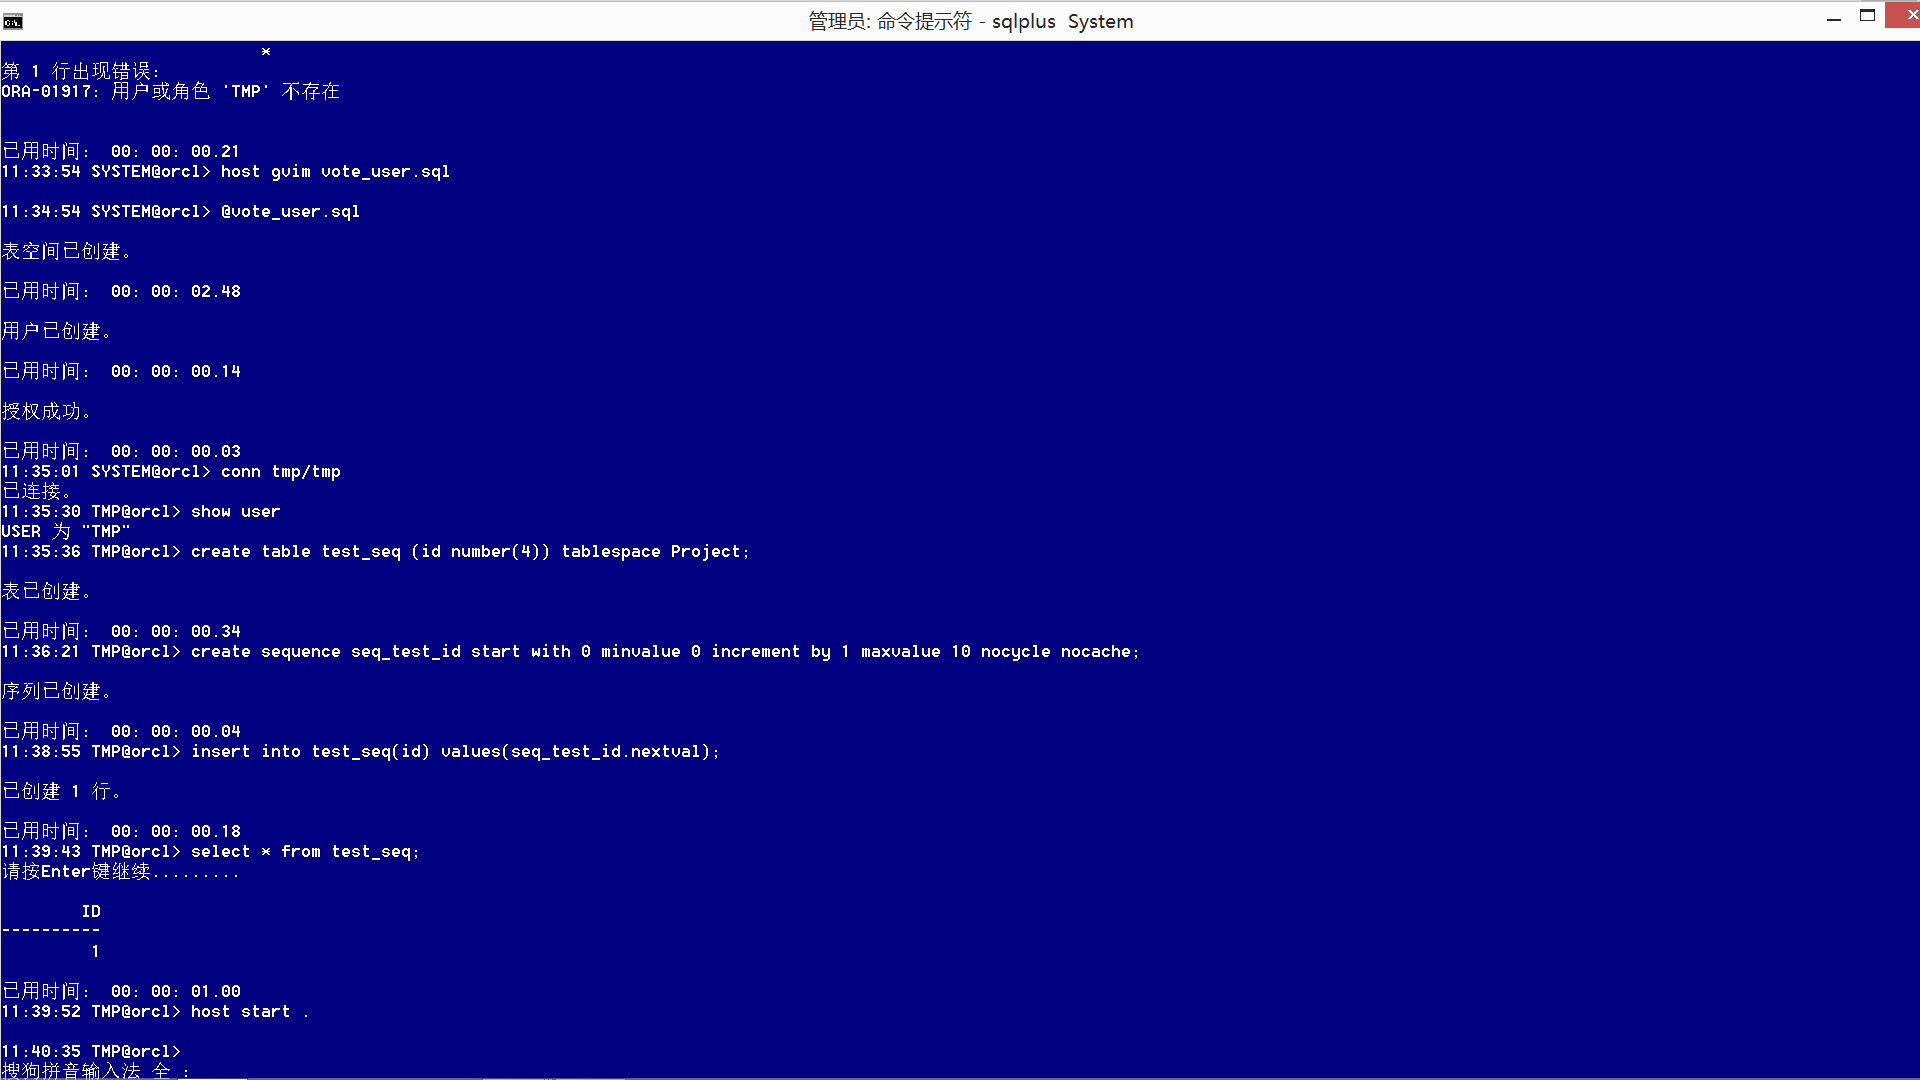 管理员: 命令提示符 - sqlplus  System
*
第 1 行出现错误:
ORA-01917: 用户或角色 'TMP' 不存在
已用时间:  00: 00: 00.21
11:33:54 SYSTEM@orcl> host gvim vote_user.sql
11:34:54 SYSTEM@orcl> @vote_user.sql
表空间已创建。
已用时间:  00: 00: 02.48
用户已创建。
已用时间:  00: 00: 00.14
授权成功。
已用时间:  00: 00: 00.03
11:35:01 SYSTEM@orcl> conn tmp/tmp
已连接。
11:35:30 TMP@orcl> show user
USER 为 "TMP"
11:35:36 TMP@orcl> create table test_seq (id number(4)) tablespace Project;
表已创建。
已用时间:  00: 00: 00.34
11:36:21 TMP@orcl> create sequence seq_test_id start with 0 minvalue 0 increment by 1 maxvalue 10 nocycle nocache;
序列已创建。
已用时间:  00: 00: 00.04
11:38:55 TMP@orcl> insert into test_seq(id) values(seq_test_id.nextval);
已创建 1 行。
已用时间:  00: 00: 00.18
11:39:43 TMP@orcl> select * from test_seq;
请按Enter键继续.........
ID
----------
1
已用时间:  00: 00: 01.00
11:39:52 TMP@orcl> host start .
11:40:35 TMP@orcl>
搜狗拼音输入法 全 :